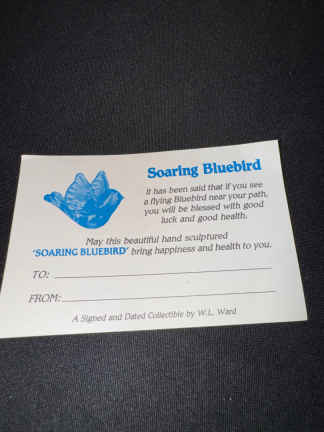 Soaring Bluebird
It has been said that if you see
a flying Bluebird near your path,
you will be blessed with good
luck and good health.
May this beautiful hand sculptured
'SOARING BLUEBIRD' bring happiness and health to you.
TO:
FROM:
A Signed and Dated Collectible by W.L. Ward